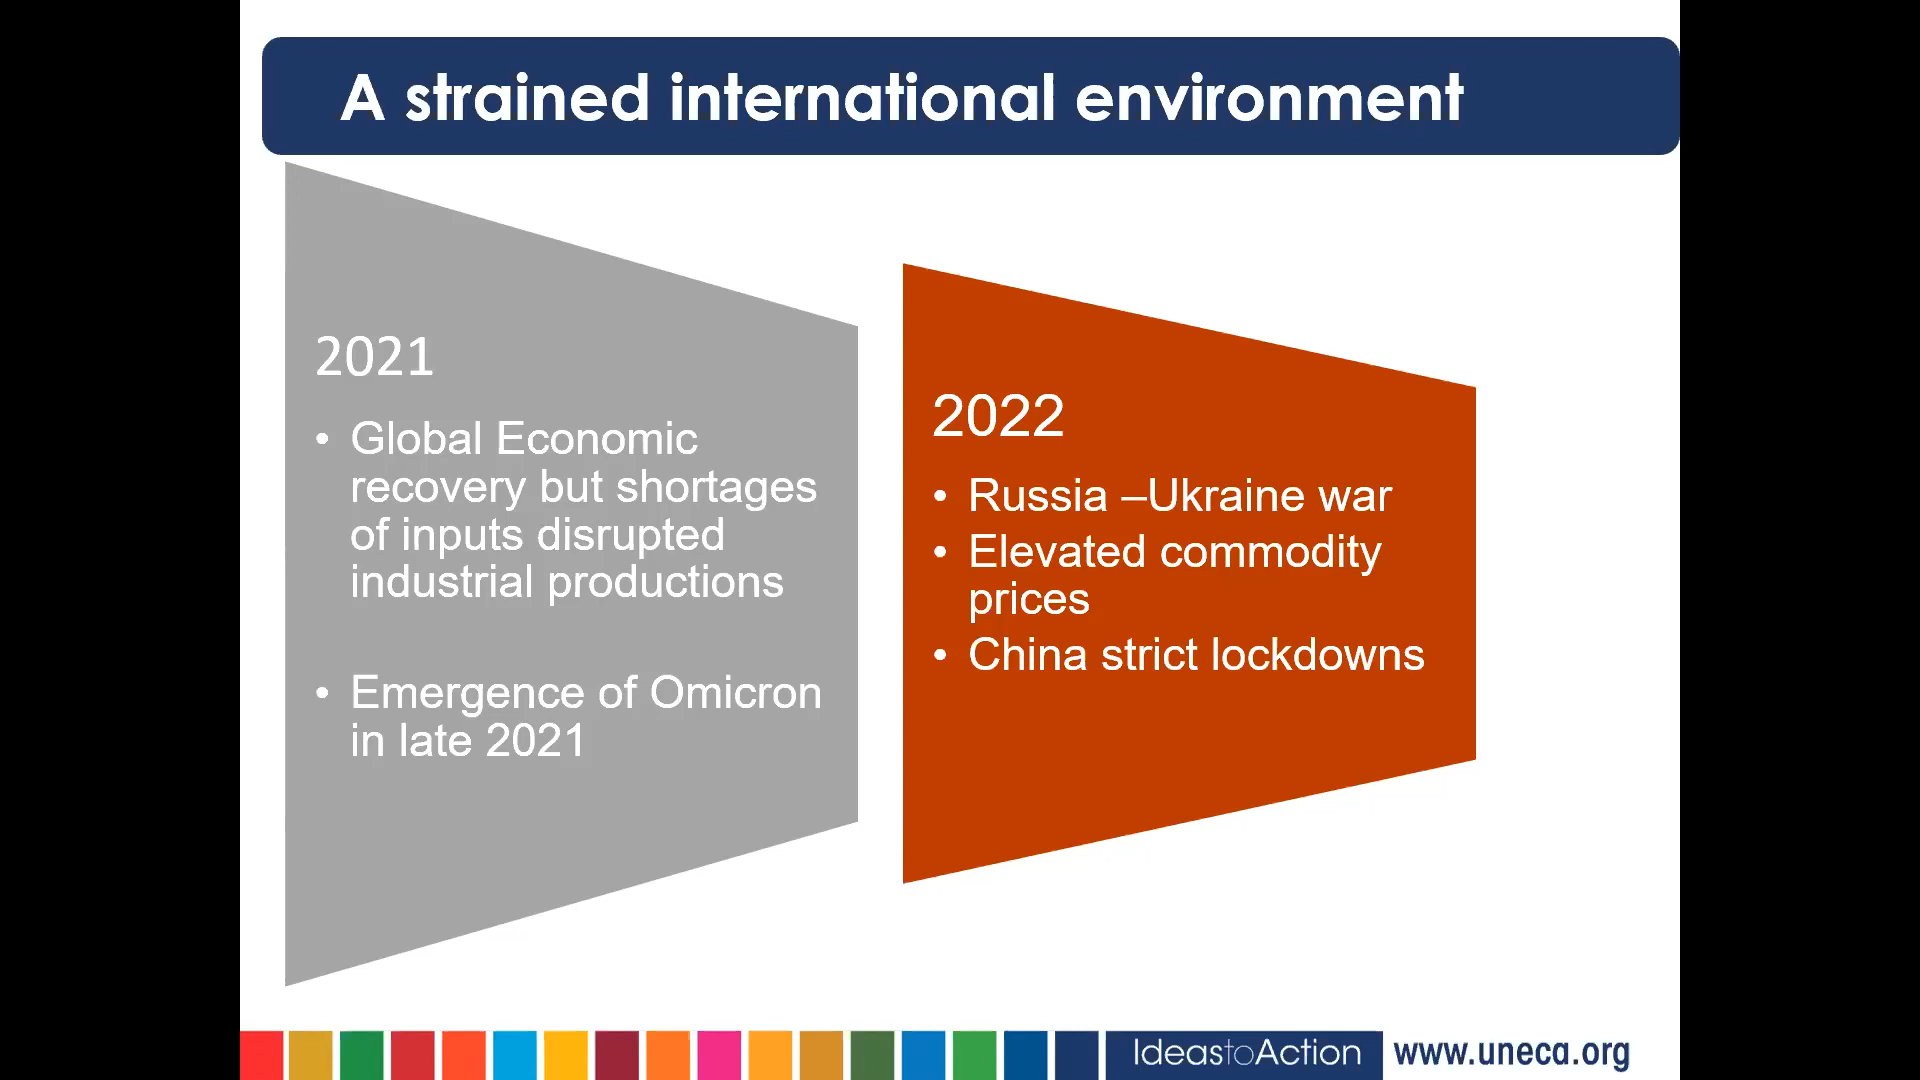 A strained international environment
2021
• Global Economic
recovery but shortages
of inputs disrupted
industrial productions
• Emergence of Omicron
in late 2021
2022
• Russia –Ukraine war
• Elevated commodity
prices
• China strict lockdowns
IdeastoAction
www.uneca.org